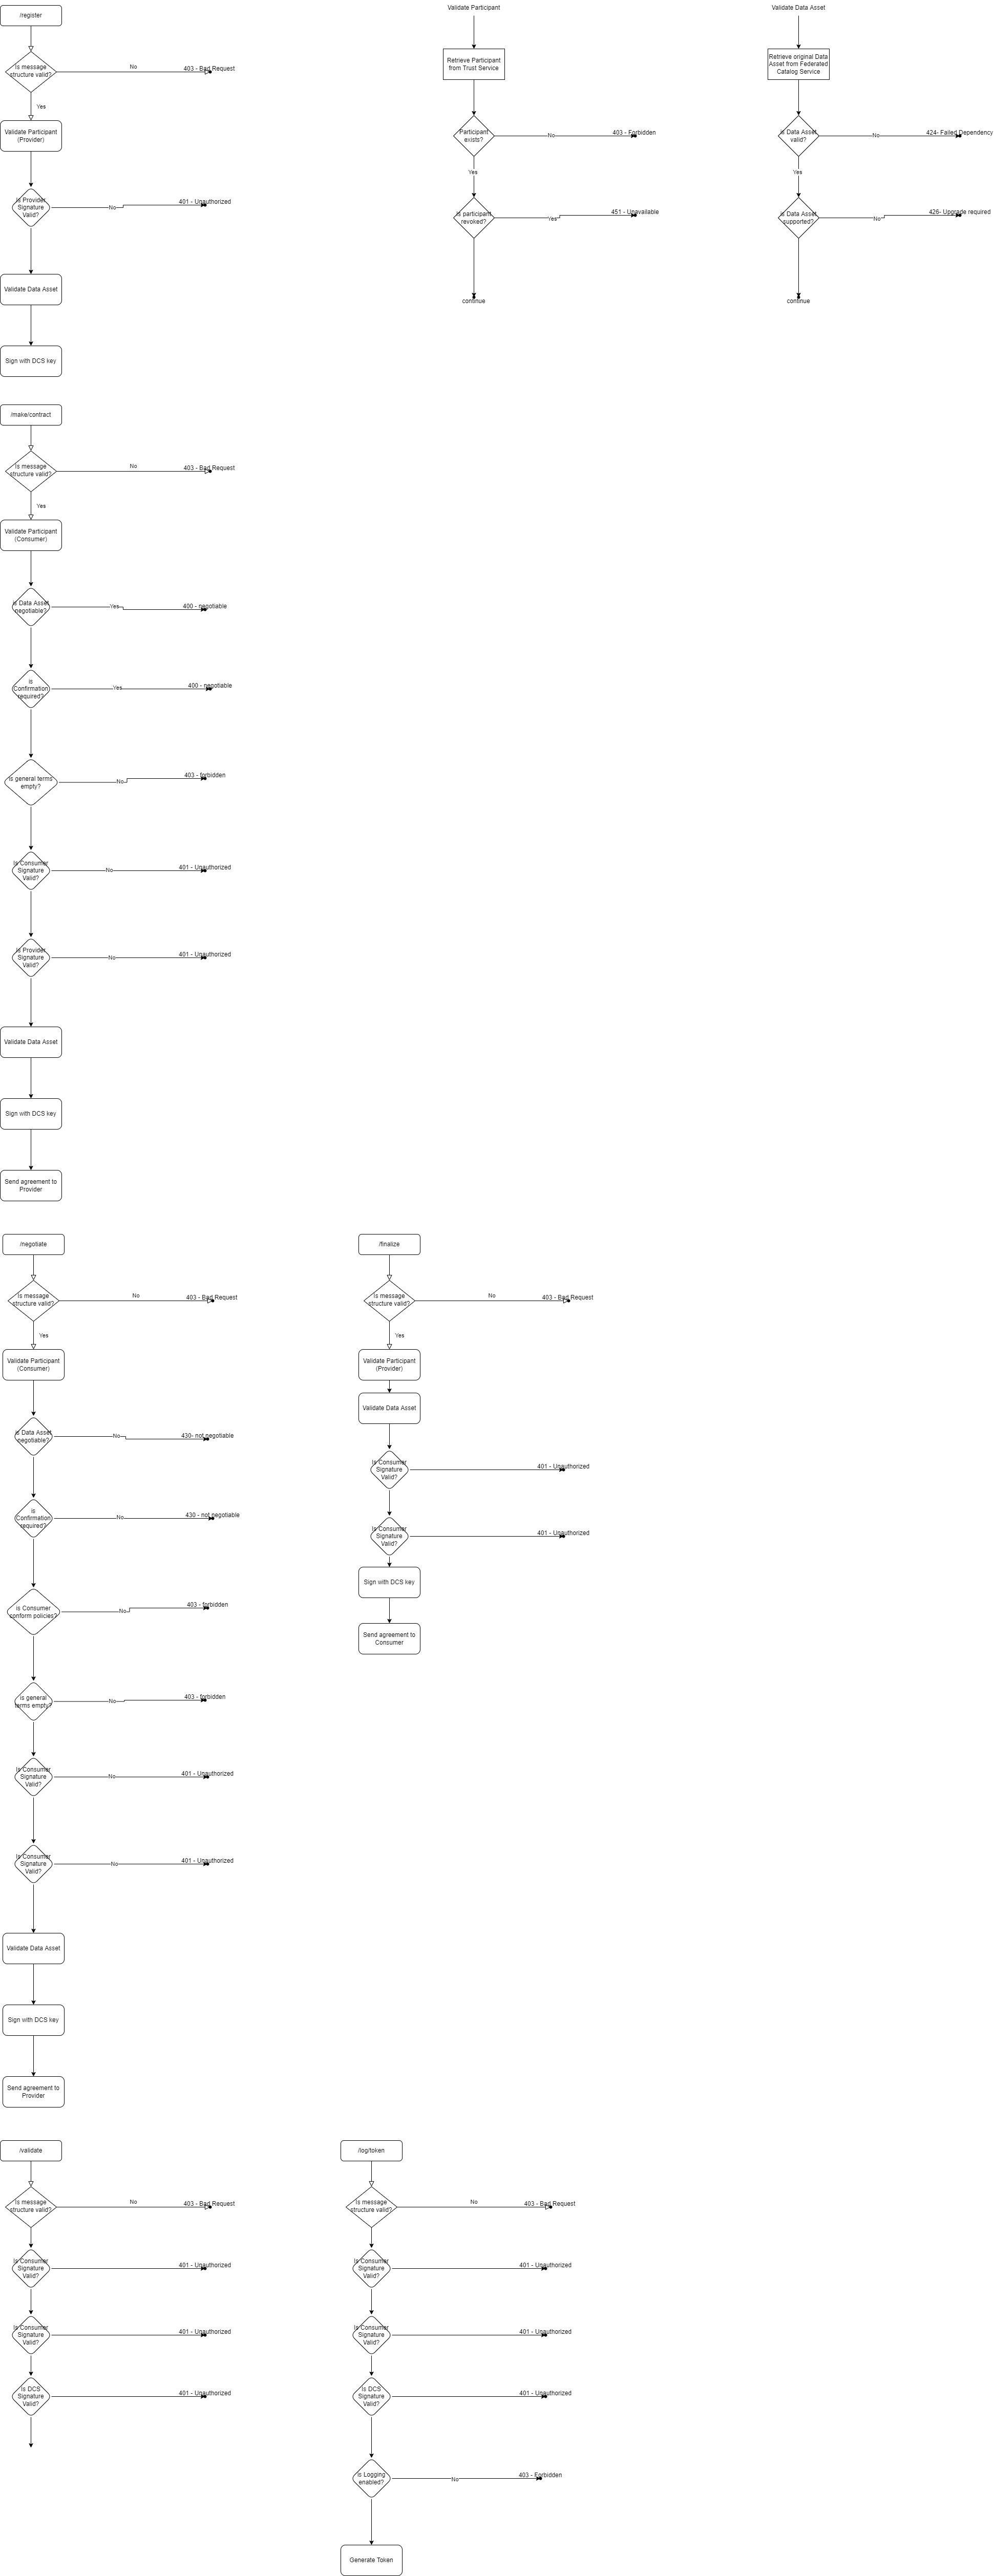 /register
Is message
structure valid?
No
403 - Bad Request
Yes
Validate Participant
(Provider)
Is Provider
Signature
Valid?
No
401 - Unauthorized
Validate Data Asset
Sign with DCS key
Validate Participant
Retrieve Participant
from Trust Service
Participant
exists?
No
403 - Forbidden
Yes
Is participant
revoked?
Yes
451 - Unavailable
continue
Validate Data Asset
Retrieve original Data
Asset from Federated
Catalog Service
is Data Asset
valid?
No
424- Failed Dependency
Yes
is Data Asset
supported?
No
426- Upgrade required
continue
/make/contract
Is message
structure valid?
No
403 - Bad Request
Yes
Validate Participant
(Consumer)
is Data Asset
negotiable?
Yes
400 - negotiable
is
Confirmation
required?
Yes
400 - negotiable
is general terms
empty?
No
403 - forbidden
Is Consumer
Signature
Valid?
No
401 - Unauthorized
Is Provider
Signature
Valid?
No
401 - Unauthorized
Validate Data Asset
Sign with DCS key
Send agreement to
Provider
/negotiate
Is message
structure valid?
No
403 - Bad Request
Yes
Validate Participant
(Consumer)
is Data Asset
negotiable?
No
430- not negotiable
is
Confirmation
required?
No
430 - not negotiable
is Consumer
conform policies?
No
403 - forbidden
is general
terms empty?
No
403 - forbidden
Is Consumer
Signature
Valid?
No
401 - Unauthorized
Is Consumer
Signature
Valid?
No
401 - Unauthorized
Validate Data Asset
Sign with DCS key
Send agreement to
Provider
/finalize
Is message
structure valid?
No
403 - Bad Request
Yes
Validate Participant
(Provider)
Validate Data Asset
Is Consumer
Signature
Valid?
401 - Unauthorized
Is Consumer
Signature
Valid?
401 - Unauthorized
Sign with DCS key
Send agreement to
Consumer
/validate
Is message
structure valid?
No
403 - Bad Request
Is Consumer
Signature
Valid?
401 - Unauthorized
Is Consumer
Signature
Valid?
401 - Unauthorized
Is DCS
Signature
Valid?
401 - Unauthorized
/log/token
Is message
structure valid?
No
403 - Bad Request
Is Consumer
Signature
Valid?
401 - Unauthorized
Is Consumer
Signature
Valid?
401 - Unauthorized
Is DCS
Signature
Valid?
401 - Unauthorized
Is Logging
enabled?
No
403 - Forbidden
Generate Token